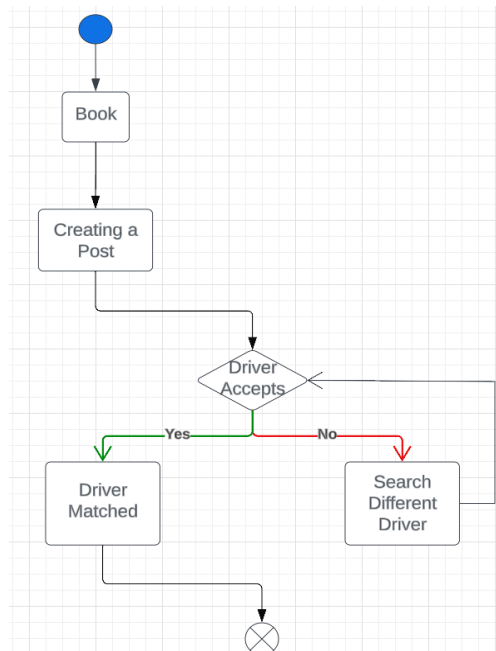 Book
Creating a
Post
Driver
Accepts
Yes
No
Driver
Matched
Search
Different
Driver